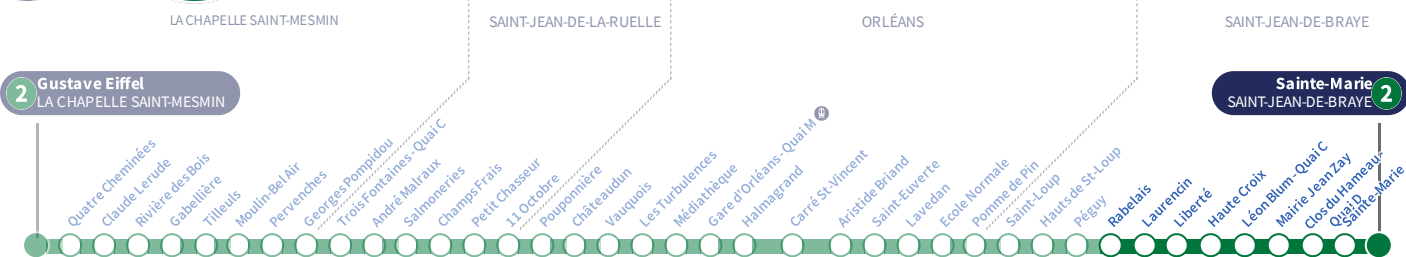 LA CHAPELLE SAINT-MESMIN
SAINT-JEAN-DE-LA-RUELLE
ORLÉANS
SAINT-JEAN-DE-BRAYE
2
Gustave Eiffel
LA CHAPELLE SAINT-MESMIN
Sainte-Marie
SAINT-JEAN-DE-BRAYE
2
Quatre Cheminées
Claude Lerude
Rivière des Bois
Gabellière
Tilleuls
Moulin-Bel Air
Pervenches
Georges Pompidou
Trois Fontaines - Quai C
André Malraux
Salmoneries
Champs Frais
Petit Chasseur
11 Octobre
Pouponnière
Châteaudun
Vauquois
Les Turbulences
Médiathèque
Gare d'Orléans - Quai M
Halmagrand
Carré St-Vincent
Aristide Briand
Saint-Euverte
Lavedan
Ecole Normale
Pomme de Pin
Saint-Loup
Hauts de St-Loup
Péguy
Rabelais
Laurencin
Liberté
Haute Croix
Léon Blum - Quai C
Mairie Jean Zay
Clos du Hameau-
Quai D
Sainte-Marie